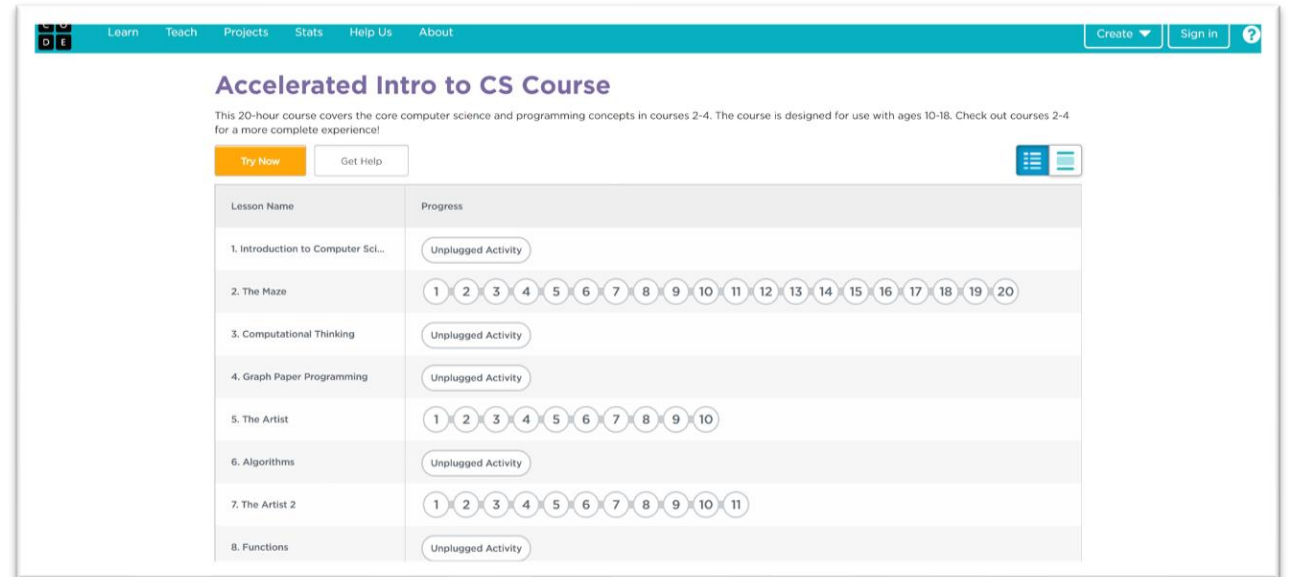 C O
D E
Learn Teach Projects Stats Help Us About Create Sign in ?
Accelerated Intro to CS Course
This 20-hour course covers the core computer science and programming concepts in courses 2-4. The course is designed for use with ages 10-18. Check out courses 2-4
for a more complete experience!
Try Now Get Help
Lesson Name Progress
1. Introduction to Computer Sci... Unplugged Activity
2. The Maze 1 2 3 4 5 6 7 8 9 10 11 12 13 14 15 16 17 18 19 20
3. Computational Thinking Unplugged Activity
4. Graph Paper Programming Unplugged Activity
5. The Artist 1 2 3 4 5 6 7 8 9 10
6. Algorithms Unplugged Activity
7. The Artist 2 1 2 3 4 5 6 7 8 9 10 11
8. Functions Unplugged Activity